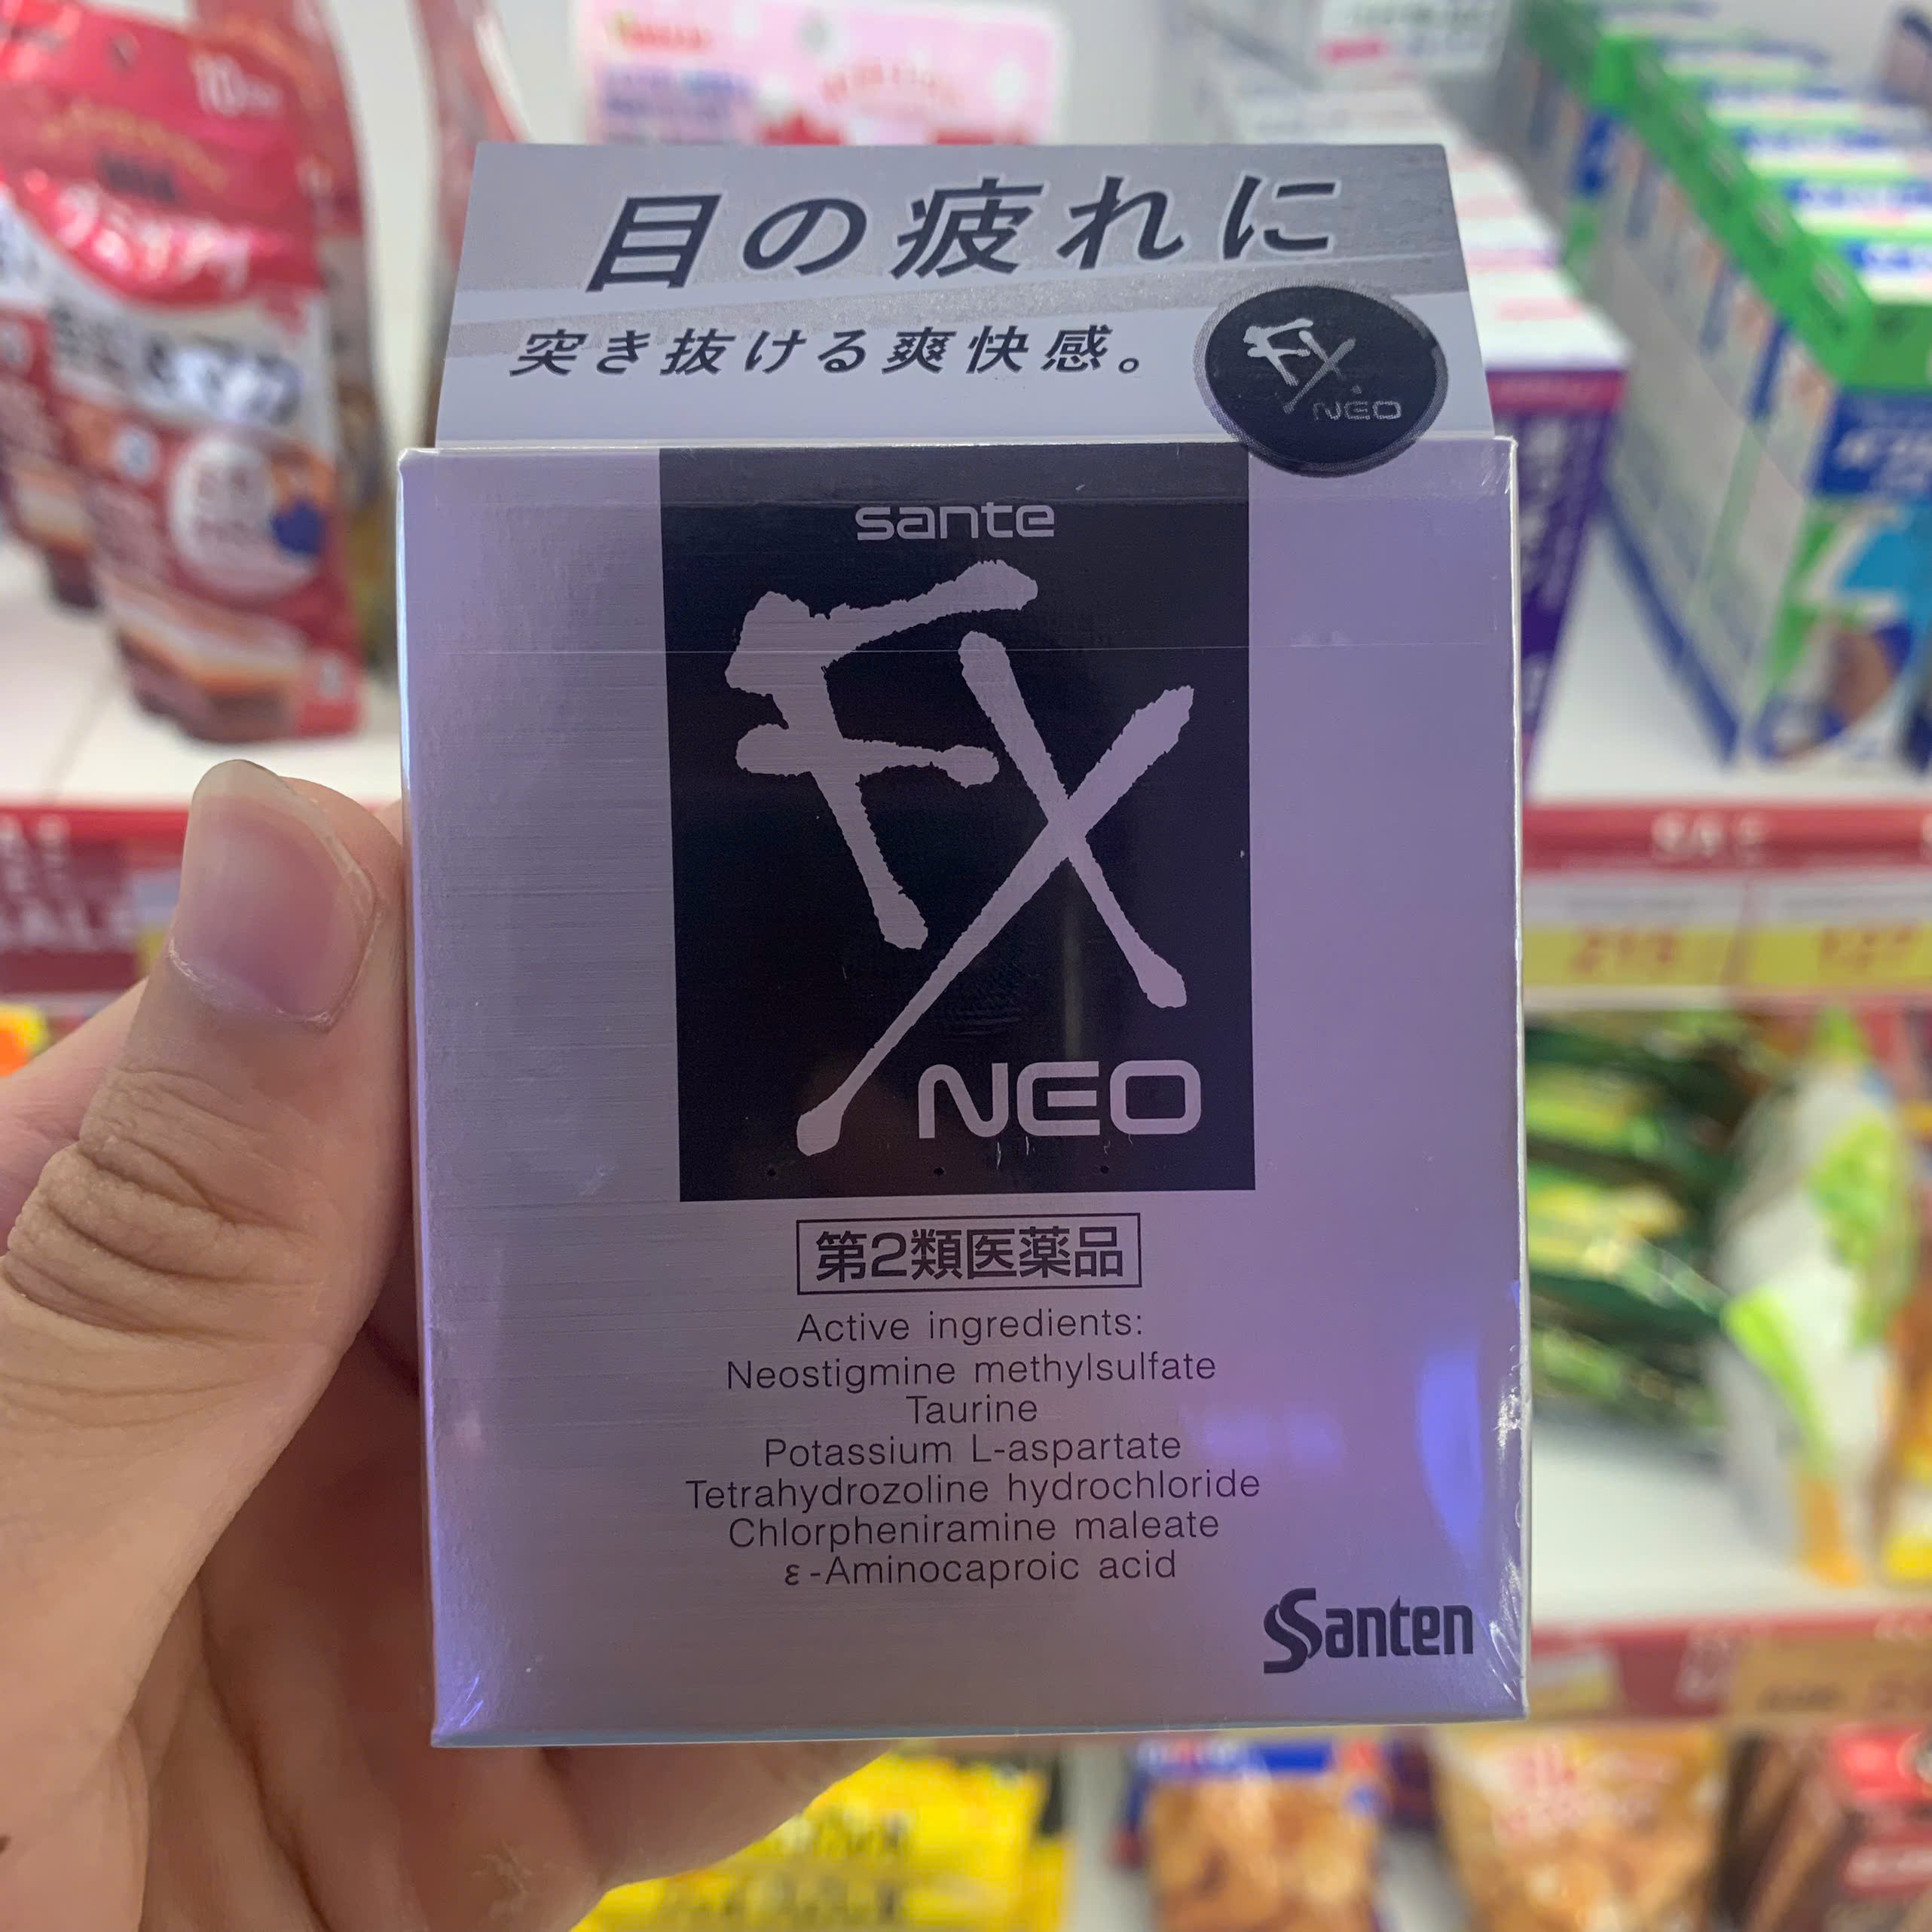 目の疲れに
突き抜ける爽快感。
FX
NEO
sante
FX
NEO
第2類医薬品
Active ingredients:
Neostigmine methylsulfate
Taurine
Potassium L-aspartate
Tetrahydrozoline hydrochloride
Chlorpheniramine maleate
ε-Aminocaproic acid
Santen